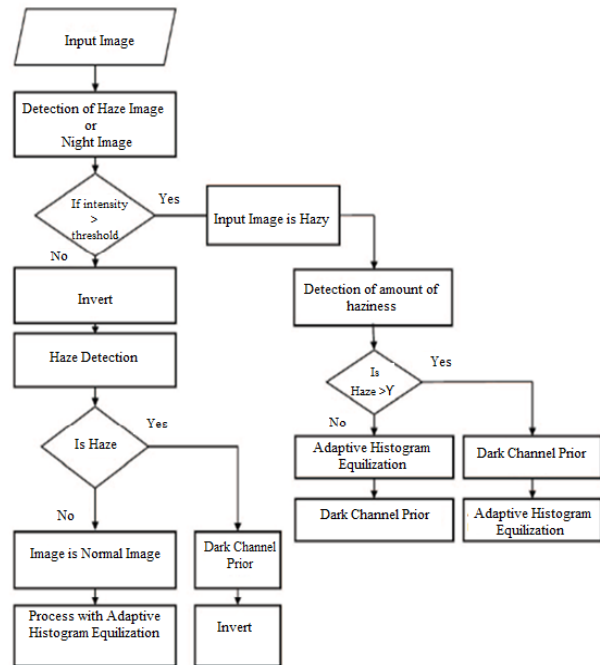 Input Image
Detection of Haze Image
or
Night Image
If intensity
>
threshold
Yes
Input Image is Hazy
No
Invert
Detection of amount of
haziness
Haze Detection
Is
Haze >Y
Yes
No
Is Haze
Yes
Adaptive Histogram
Equilization
Dark Channel Prior
No
Dark Channel Prior
Adaptive Histogram
Equilization
Image is Normal Image
Dark Channel
Prior
Process with Adaptive
Histogram Equilization
Invert